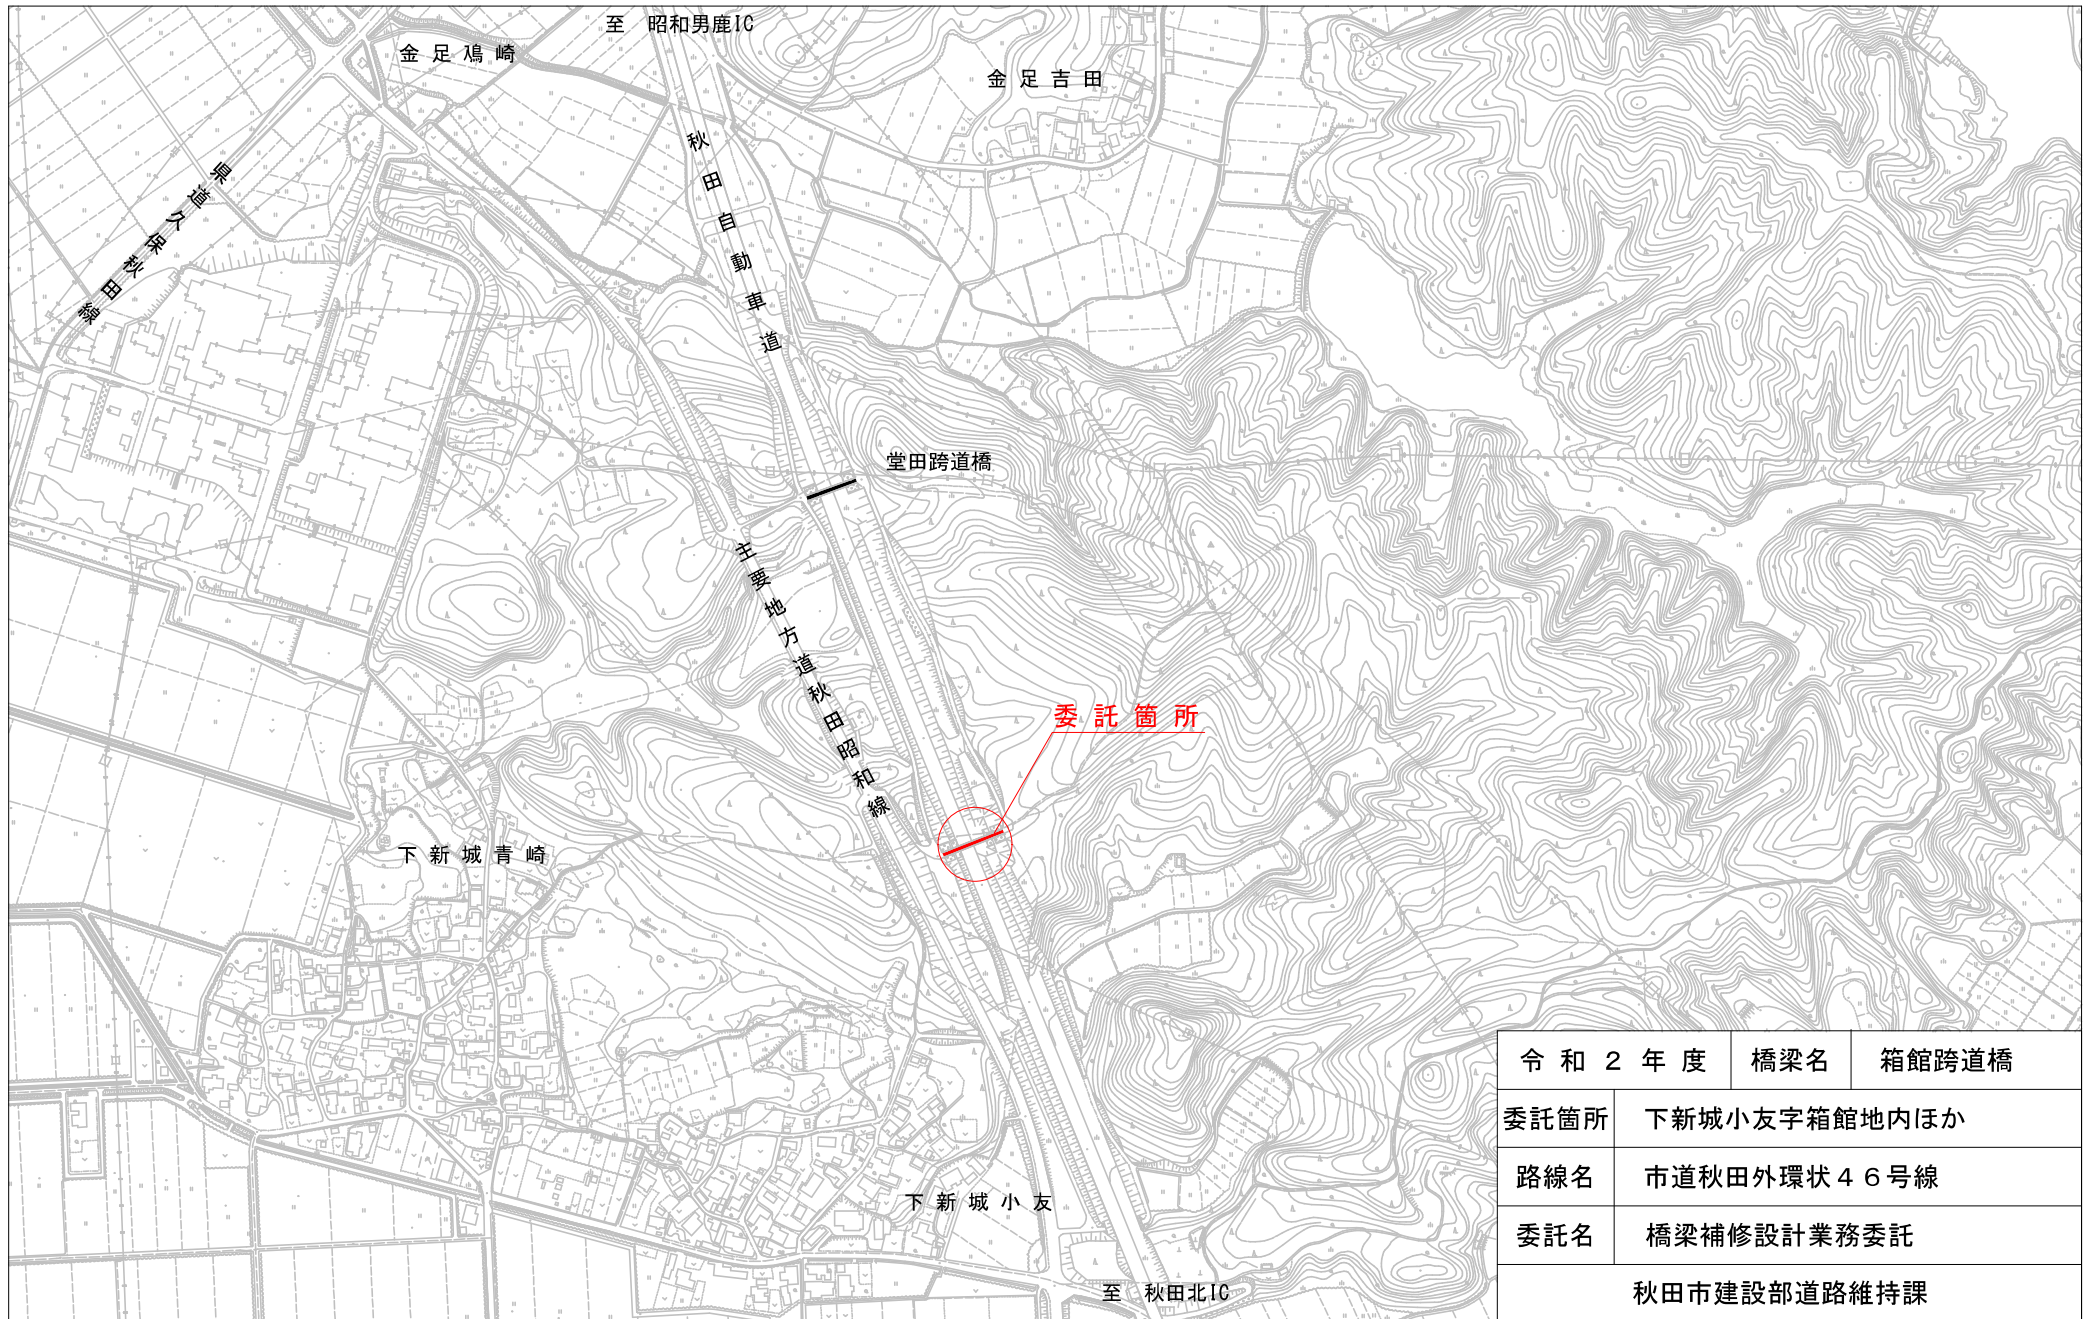 至　昭和男鹿IC
金足鳰崎
金足吉田
秋田自動車道
県道久保秋田線
堂田跨道橋
主要地方道秋田昭和線
委託箇所
下新城青崎
下新城小友
至　秋田北IC
令和２年度　橋梁名　箱館跨道橋
委託箇所　下新城小友字箱館地内ほか
路線名　市道秋田外環状４６号線
委託名　橋梁補修設計業務委託
秋田市建設部道路維持課